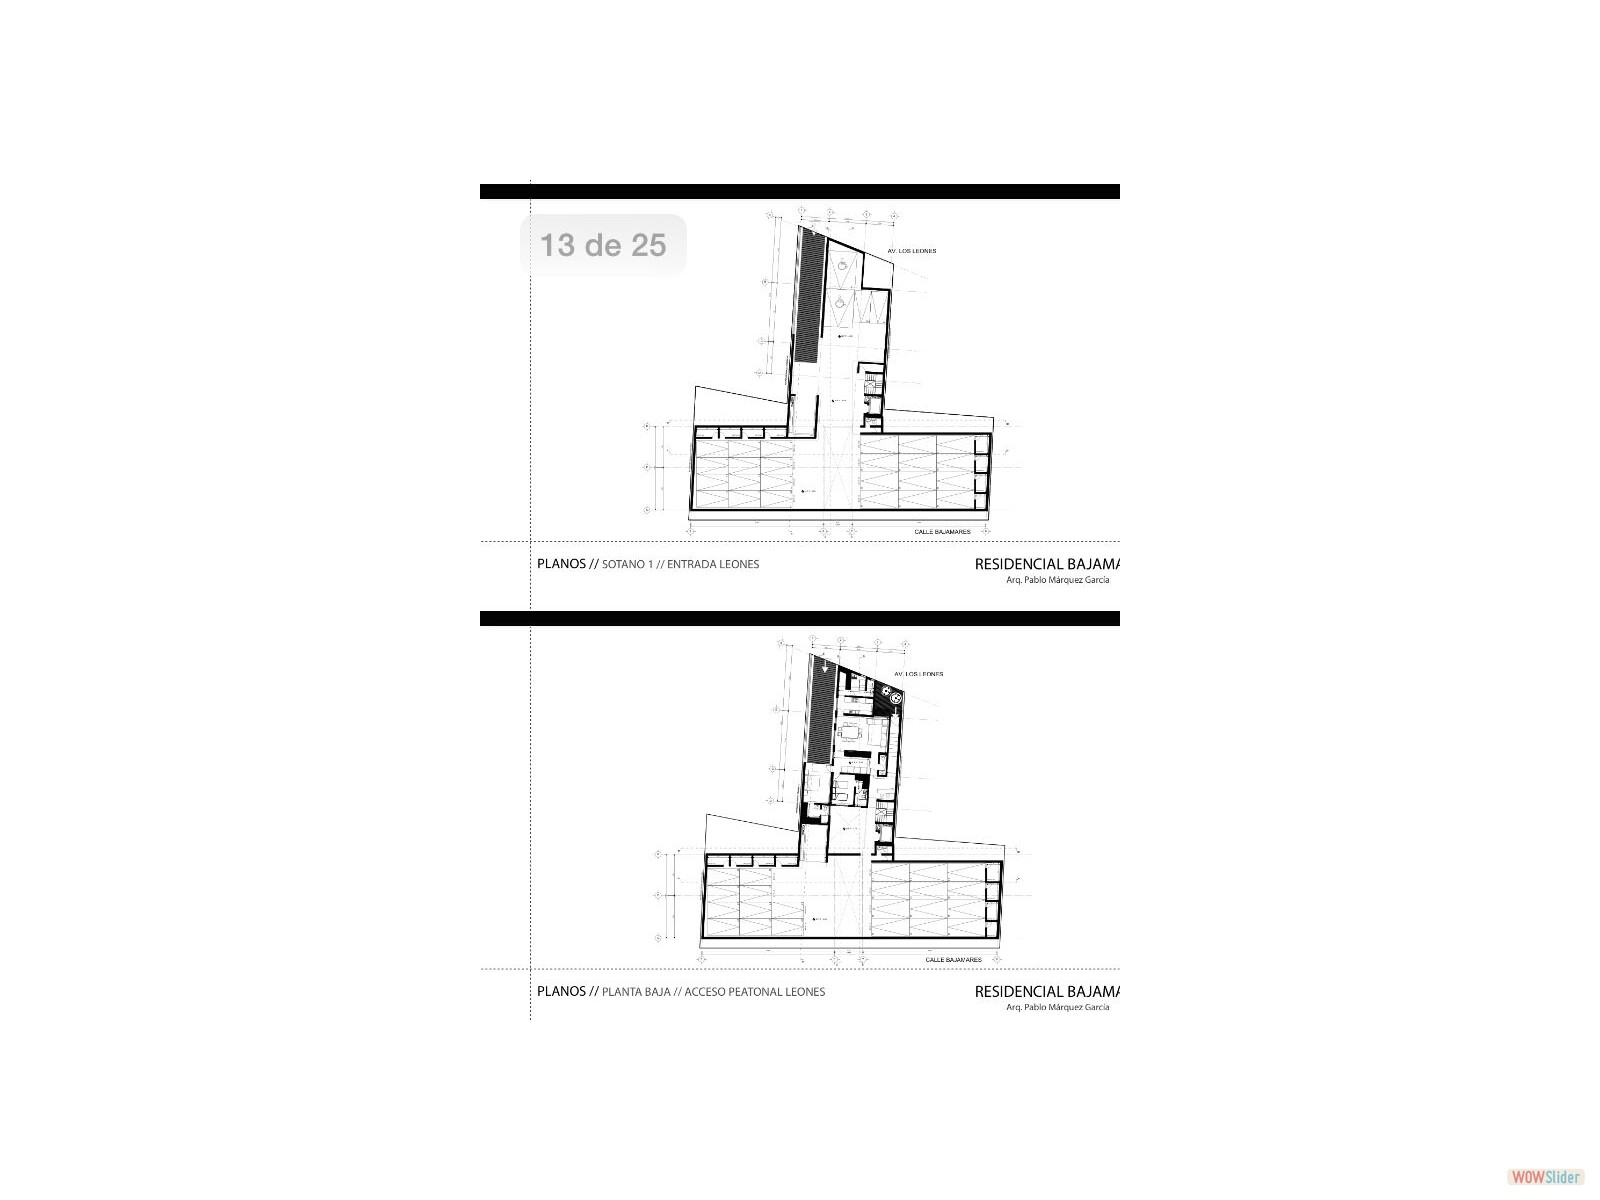 13 de 25
AV. LOS LEONES
CALLE BAJAMARES
PLANOS // SOTANO 1 // ENTRADA LEONES
RESIDENCIAL BAJAMA
Arq. Pablo Márquez García
AV. LOS LEONES
CALLE BAJAMARES
PLANOS // PLANTA BAJA // ACCESO PEATONAL LEONES
RESIDENCIAL BAJAMA
Arq. Pablo Márquez García
WOWSlider